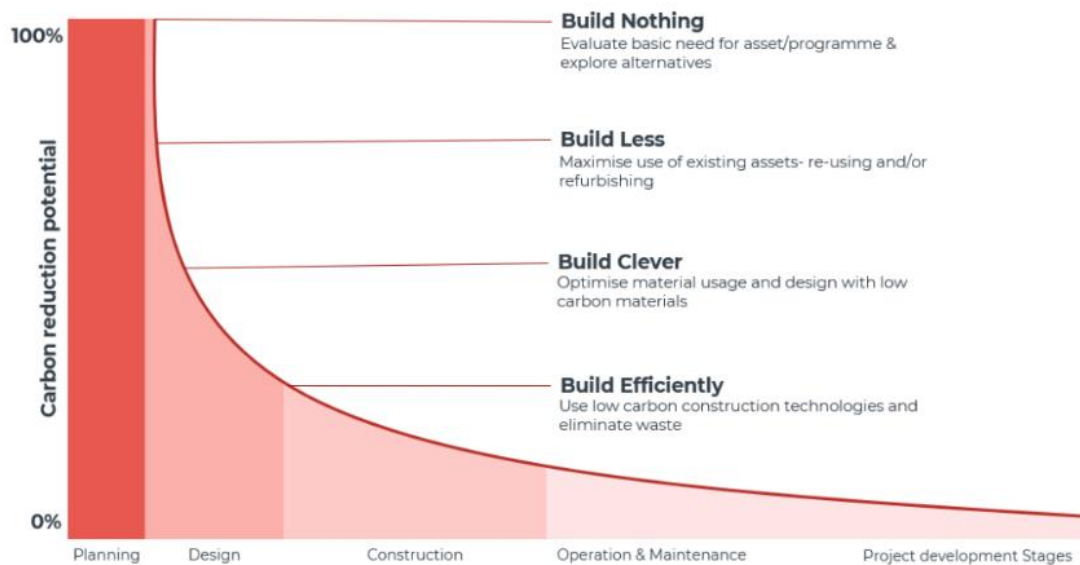 100%
Carbon reduction potential
0%
Build Nothing
Evaluate basic need for asset/programme &
explore alternatives
Build Less
Maximise use of existing assets- re-using and/or
refurbishing
Build Clever
Optimise material usage and design with low
carbon materials
Build Efficiently
Use low carbon construction technologies and
eliminate waste
Planning
Design
Construction
Operation & Maintenance
Project development Stages